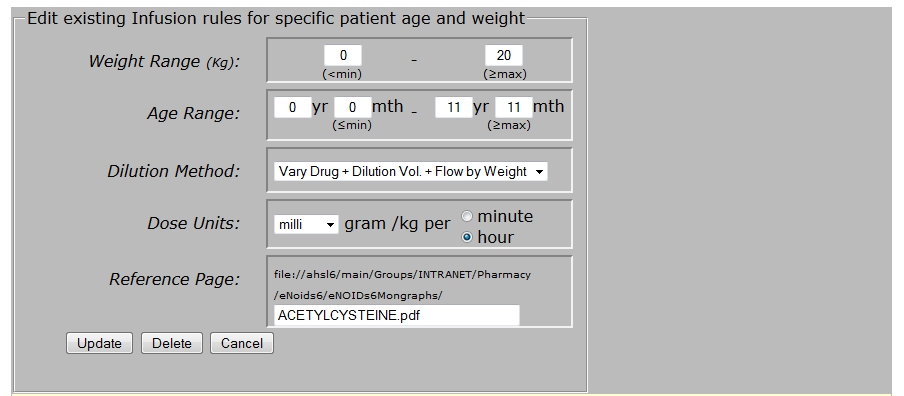 Edit existing Infusion rules for specific patient age and weight
Weight Range (Kg): 0 - 20
(<min) (≥max)
Age Range: 0 yr 0 mth - 11 yr 11 mth
(≤min) (≥max)
Dilution Method: Vary Drug + Dilution Vol. + Flow by Weight
Dose Units: milli gram /kg per minute
hour
Reference Page: file://ahsl6/main/Groups/INTRANET/Pharmacy
/eNoids6/eNOIDs6Mongraphs/
ACETYLCYSTEINE.pdf
Update Delete Cancel